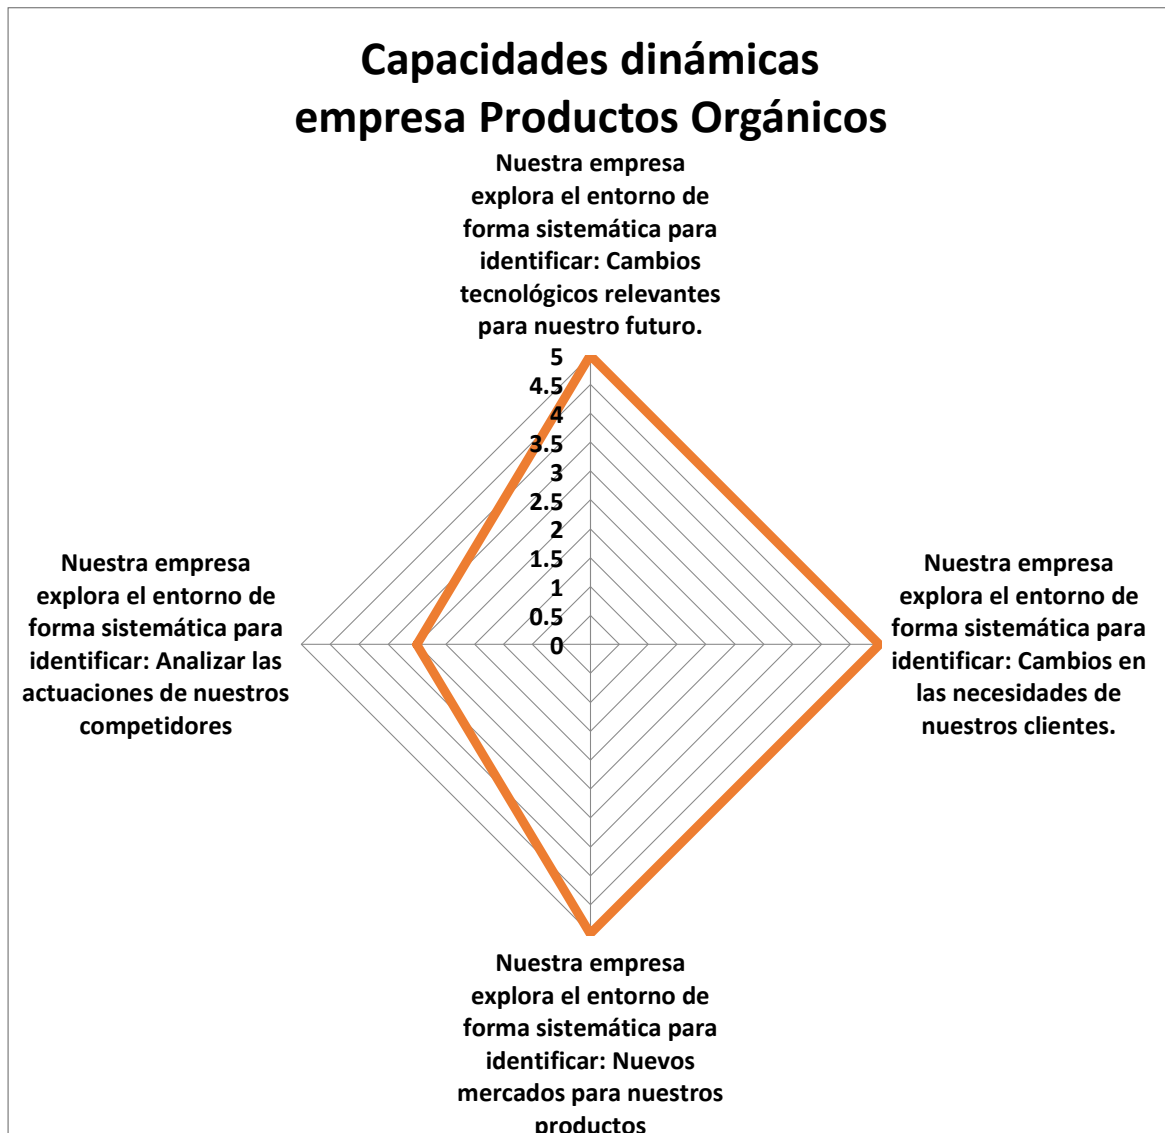 Capacidades dinámicas
empresa Productos Orgánicos
Nuestra empresa
explora el entorno de
forma sistemática para
identificar: Cambios
tecnológicos relevantes
para nuestro futuro.
5
4.5
4
3.5
3
2.5
2
1.5
1
0.5
0
Nuestra empresa
explora el entorno de
forma sistemática para
identificar: Analizar las
actuaciones de nuestros
competidores
Nuestra empresa
explora el entorno de
forma sistemática para
identificar: Cambios en
las necesidades de
nuestros clientes.
Nuestra empresa
explora el entorno de
forma sistemática para
identificar: Nuevos
mercados para nuestros
productos